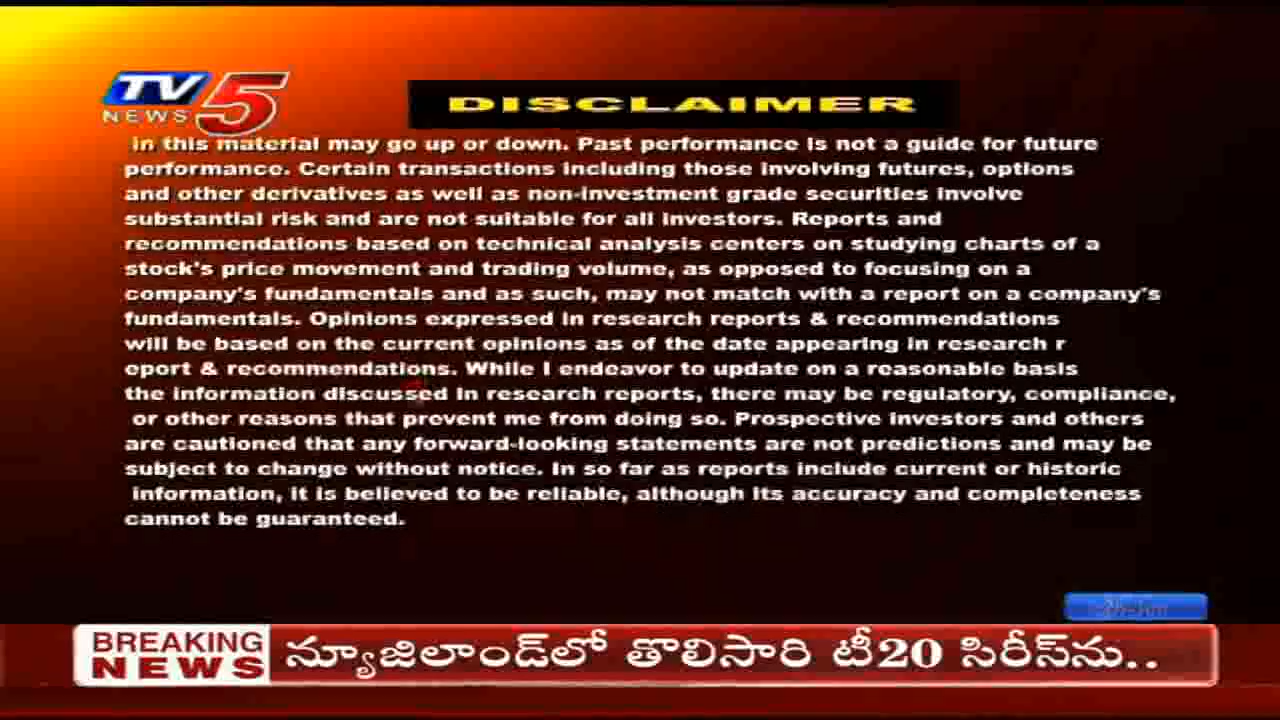 TV5
NEWS
DISCLAIMER
in this material may go up or down. Past performance is not a guide for future
performance. Certain transactions including those involving futures, options
and other derivatives as well as non-investment grade securities involve
substantial risk and are not suitable for all investors. Reports and
recommendations based on technical analysis centers on studying charts of a
stock's price movement and trading volume, as opposed to focusing on a
company's fundamentals and as such, may not match with a report on a company's
fundamentals. Opinions expressed in research reports & recommendations
will be based on the current opinions as of the date appearing in research r
eport & recommendations. While I endeavor to update on a reasonable basis
the information discussed in research reports, there may be regulatory, compliance,
or other reasons that prevent me from doing so. Prospective investors and others
are cautioned that any forward-looking statements are not predictions and may be
subject to change without notice. In so far as reports include current or historic
information, it is believed to be reliable, although its accuracy and completeness
cannot be guaranteed.
BREAKING
NEWS
న్యూజిలాండ్‌లో తొలిసారి టీ20 సిరీస్‌ను..